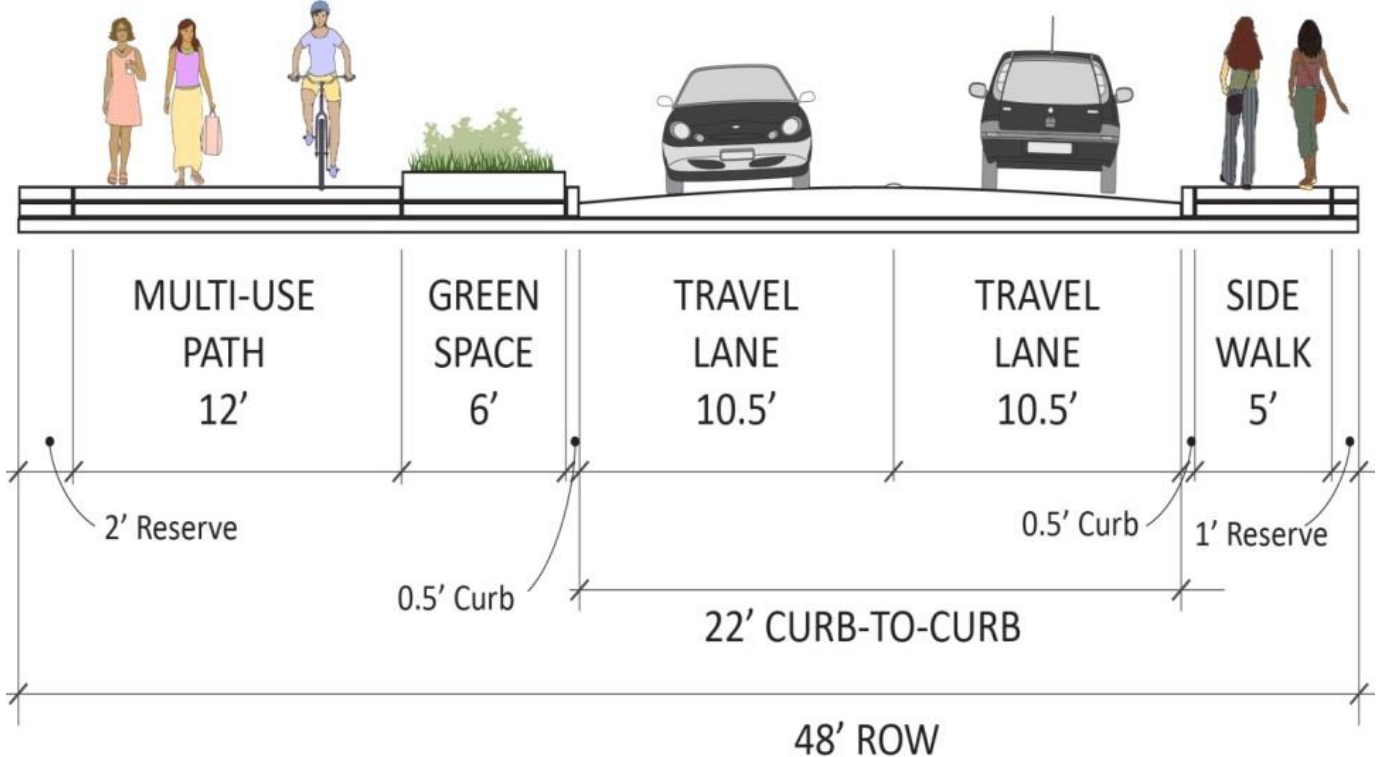 MULTI-USE
PATH
12’
GREEN
SPACE
6’
TRAVEL
LANE
10.5’
TRAVEL
LANE
10.5’
SIDE
WALK
5’
2’ Reserve
0.5’ Curb
0.5’ Curb
1’ Reserve
22’ CURB-TO-CURB
48’ ROW